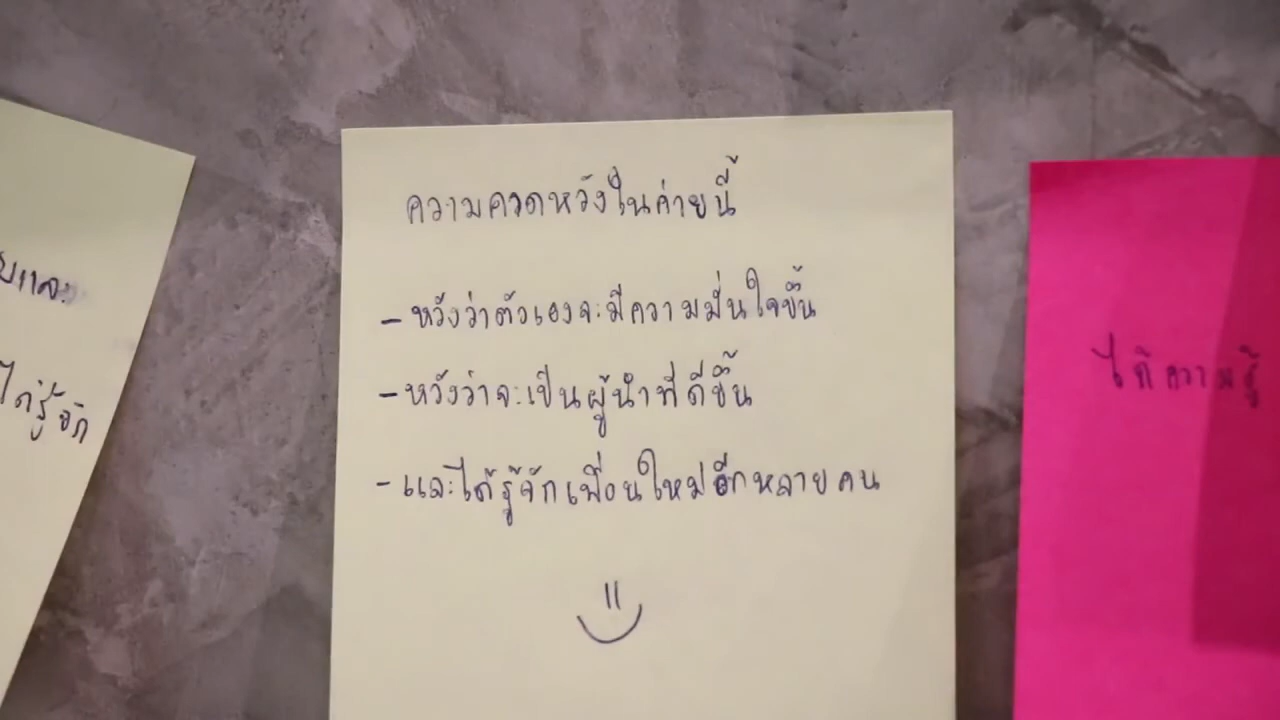 ความคาดหวังในค่ายนี้
- หวังว่าตัวเองจะมีความมั่นใจขึ้น
- หวังว่าจะเป็นผู้นำที่ดีขึ้น
- และได้รู้จักเพื่อนใหม่อีกหลายคน
ได้รู้จัก
ได้ความรู้